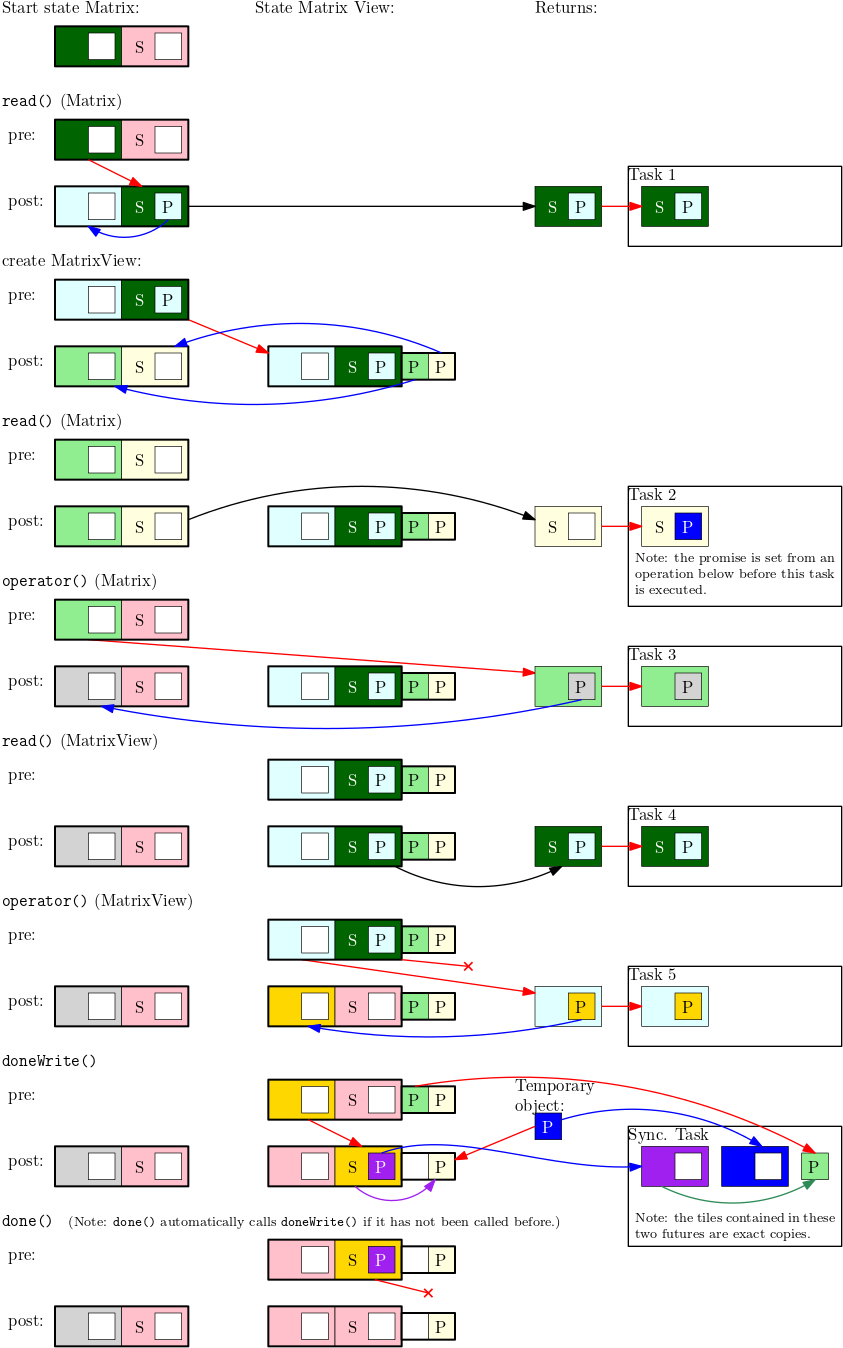 Start state Matrix: State Matrix View: Returns:
S
read() (Matrix)
pre: S
Task 1
post: S P S P S P
create MatrixView:
pre: S P
post: S S P P P
read() (Matrix)
pre: S
Task 2
post: S S P P P S S P
Note: the promise is set from an
operation below before this task
is executed.
operator() (Matrix)
pre: S
Task 3
post: S S P P P P P
read() (MatrixView)
pre: S P P P
Task 4
post: S S P P P S P S P
operator() (MatrixView)
pre: S P P P
Task 5
post: S S P P P P
doneWrite()
Temporary
pre: S P P object:
P
Sync. Task
post: S S P P P
Note: the tiles contained in these
two futures are exact copies.
done() (Note: done() automatically calls doneWrite() if it has not been called before.)
pre: S P P
post: S S P